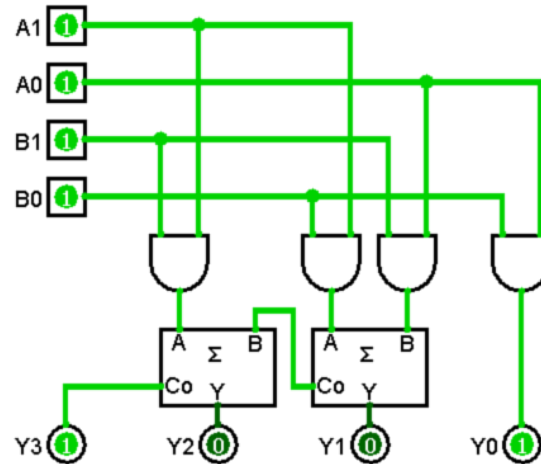 A1 1
A0 1
B1 1
B0 1
A Σ B
Co Y
A Σ B
Co Y
Y3 1
Y2 0
Y1 0
Y0 1